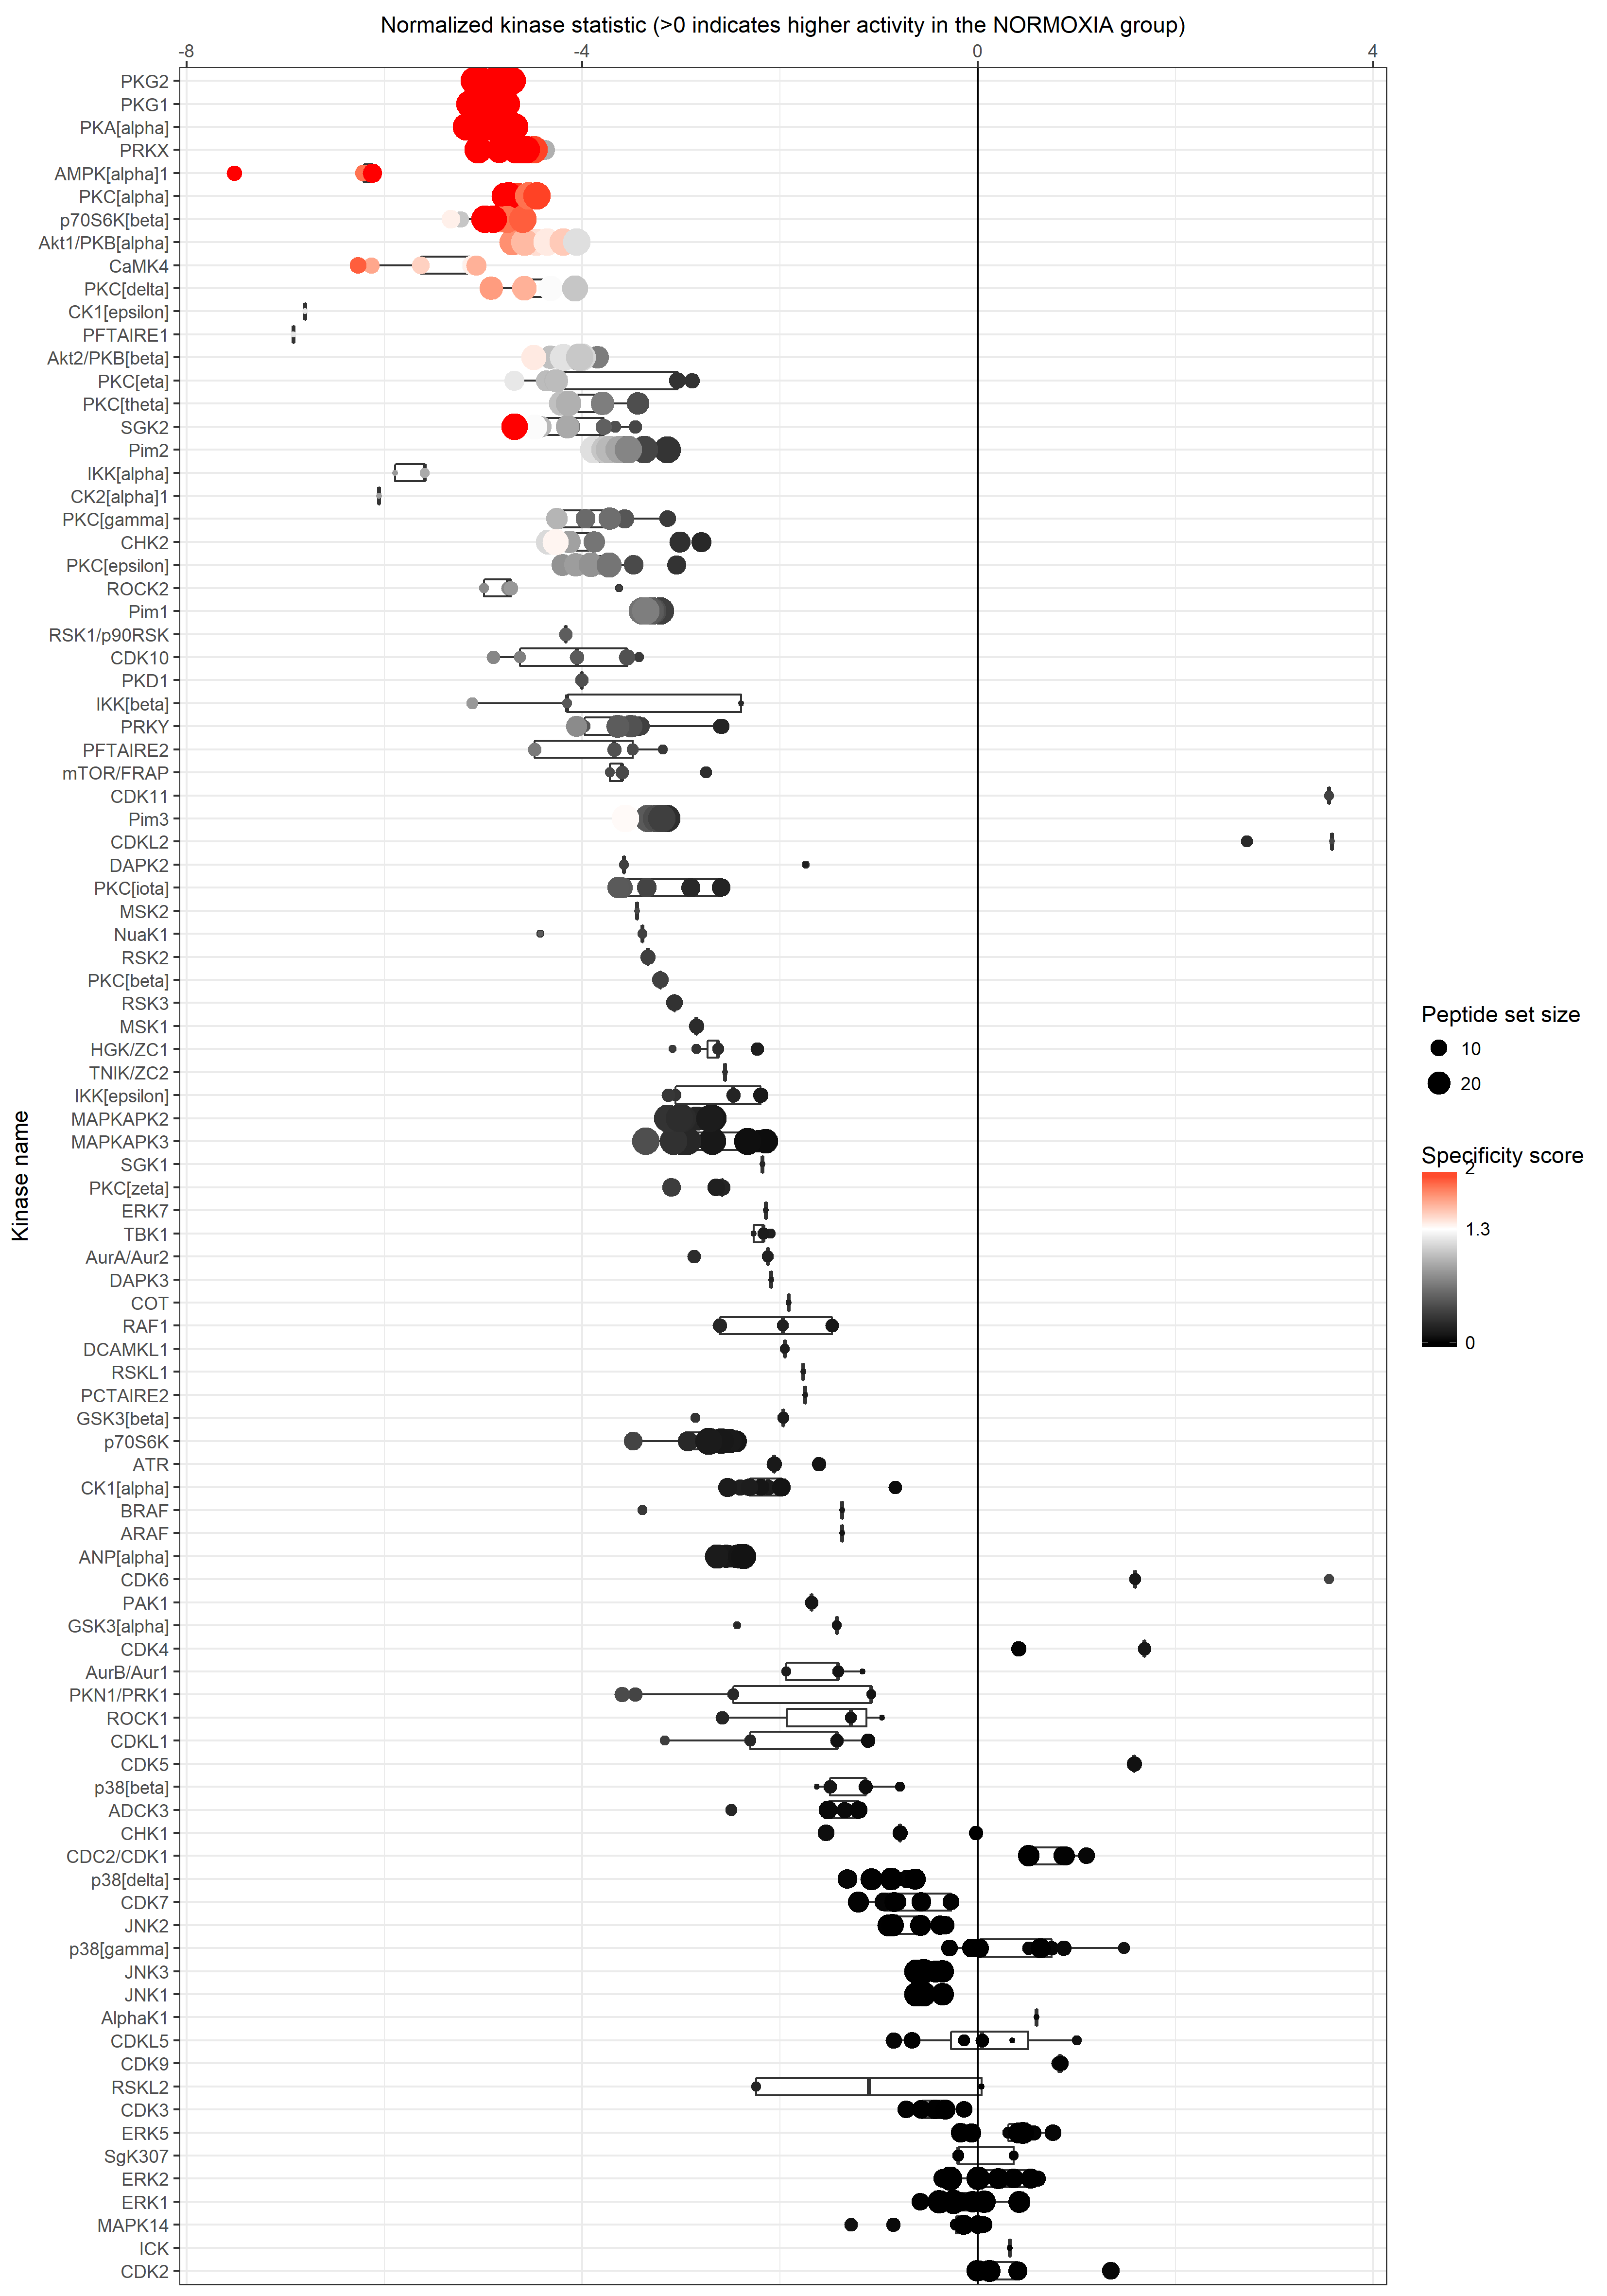 Normalized kinase statistic (>0 indicates higher activity in the NORMOXIA group)
-8 -4 0 4
Kinase name
PKG2
PKG1
PKA[alpha]
PRKX
AMPK[alpha]1
PKC[alpha]
p70S6K[beta]
Akt1/PKB[alpha]
CaMK4
PKC[delta]
CK1[epsilon]
PFTAIRE1
Akt2/PKB[beta]
PKC[eta]
PKC[theta]
SGK2
Pim2
IKK[alpha]
CK2[alpha]1
PKC[gamma]
CHK2
PKC[epsilon]
ROCK2
Pim1
RSK1/p90RSK
CDK10
PKD1
IKK[beta]
PRKY
PFTAIRE2
mTOR/FRAP
CDK11
Pim3
CDKL2
DAPK2
PKC[iota]
MSK2
NuaK1
RSK2
PKC[beta]
RSK3
MSK1
HGK/ZC1
TNIK/ZC2
IKK[epsilon]
MAPKAPK2
MAPKAPK3
SGK1
PKC[zeta]
ERK7
TBK1
AurA/Aur2
DAPK3
COT
RAF1
DCAMKL1
RSKL1
PCTAIRE2
GSK3[beta]
p70S6K
ATR
CK1[alpha]
BRAF
ARAF
ANP[alpha]
CDK6
PAK1
GSK3[alpha]
CDK4
AurB/Aur1
PKN1/PRK1
ROCK1
CDKL1
CDK5
p38[beta]
ADCK3
CHK1
CDC2/CDK1
p38[delta]
CDK7
JNK2
p38[gamma]
JNK3
JNK1
AlphaK1
CDKL5
CDK9
RSKL2
CDK3
ERK5
SgK307
ERK2
ERK1
MAPK14
ICK
CDK2
Peptide set size
10
20
Specificity score
2
1.3
0